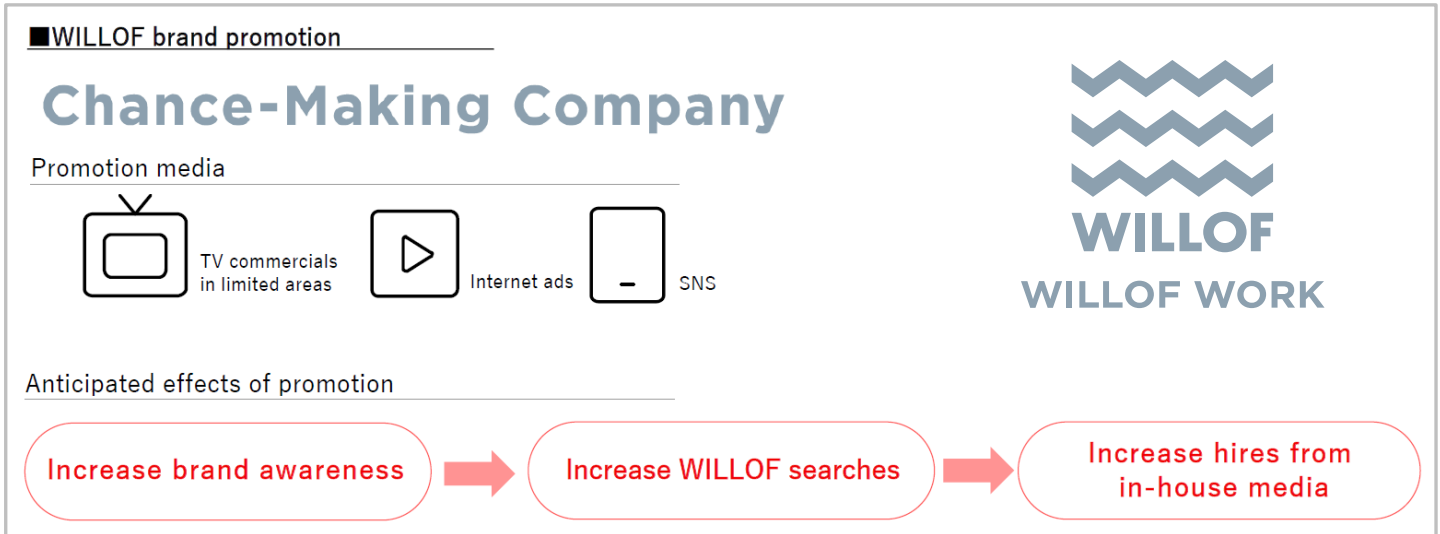 ■WILLOF brand promotion
Chance-Making Company
Promotion media
TV commercials
in limited areas
Internet ads
SNS
WILLOF
WILLOF WORK
Anticipated effects of promotion
Increase brand awareness
Increase WILLOF searches
Increase hires from
in-house media